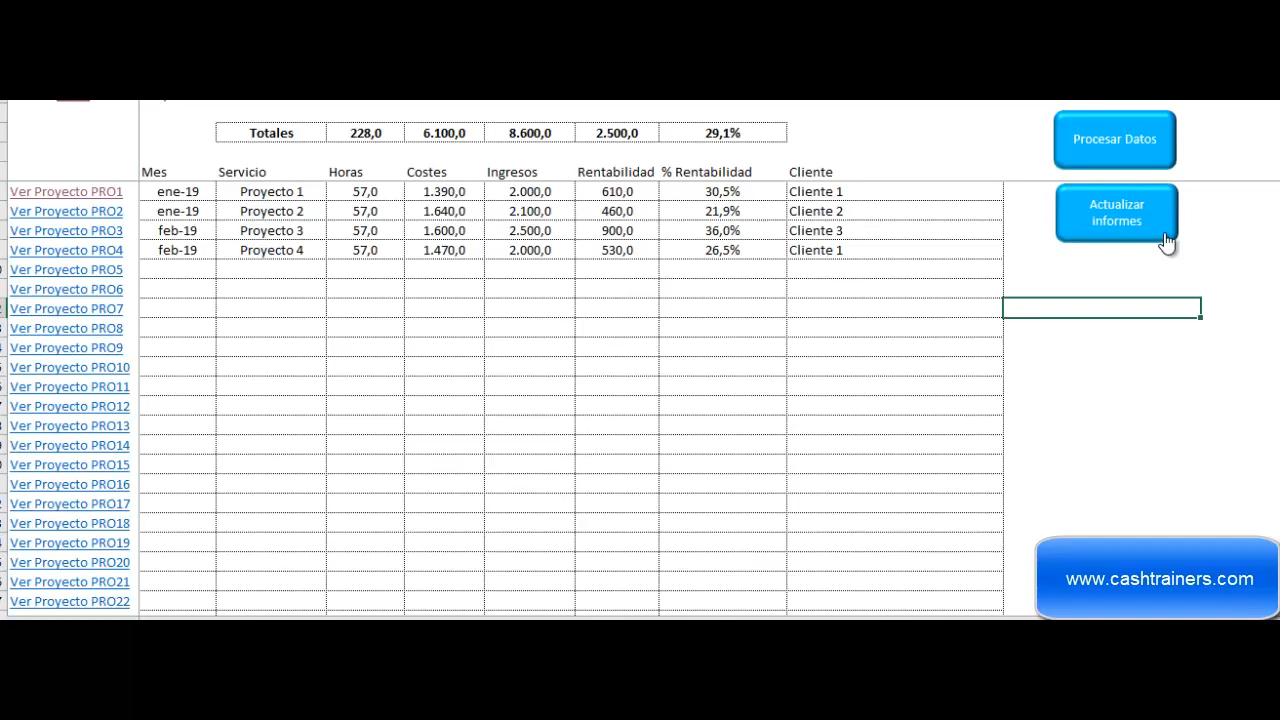 Totales 228,0 6.100,0 8.600,0 2.500,0 29,1%
Procesar Datos
Mes Servicio Horas Costes Ingresos Rentabilidad % Rentabilidad Cliente
Ver Proyecto PRO1 ene-19 Proyecto 1 57,0 1.390,0 2.000,0 610,0 30,5% Cliente 1
Ver Proyecto PRO2 ene-19 Proyecto 2 57,0 1.640,0 2.100,0 460,0 21,9% Cliente 2
Ver Proyecto PRO3 feb-19 Proyecto 3 57,0 1.600,0 2.500,0 900,0 36,0% Cliente 3
Ver Proyecto PRO4 feb-19 Proyecto 4 57,0 1.470,0 2.000,0 530,0 26,5% Cliente 1
Actualizar
informes
Ver Proyecto PRO5
Ver Proyecto PRO6
Ver Proyecto PRO7
Ver Proyecto PRO8
Ver Proyecto PRO9
Ver Proyecto PRO10
Ver Proyecto PRO11
Ver Proyecto PRO12
Ver Proyecto PRO13
Ver Proyecto PRO14
Ver Proyecto PRO15
Ver Proyecto PRO16
Ver Proyecto PRO17
Ver Proyecto PRO18
Ver Proyecto PRO19
Ver Proyecto PRO20
Ver Proyecto PRO21
Ver Proyecto PRO22
www.cashtrainers.com